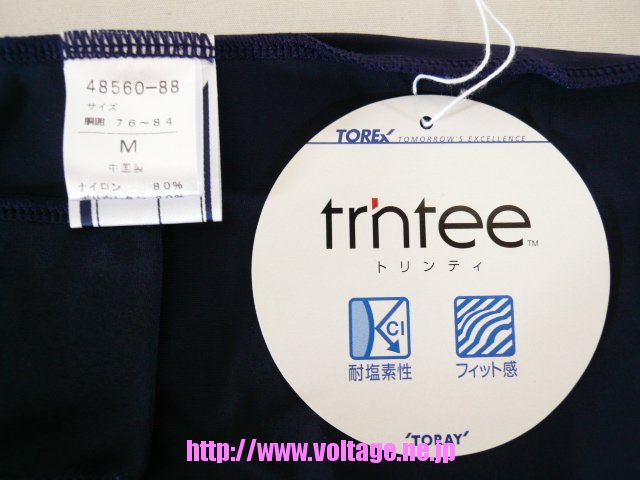 48560-88
サイズ
胴囲 76~84
M
中国製
ナイロン 80%
TOREX TOMORROW'S EXCELLENCE
trintee™
トリンティ
Cl
耐塩素性
フィット感
'TORAY'
http://www.voltage.ne.jp